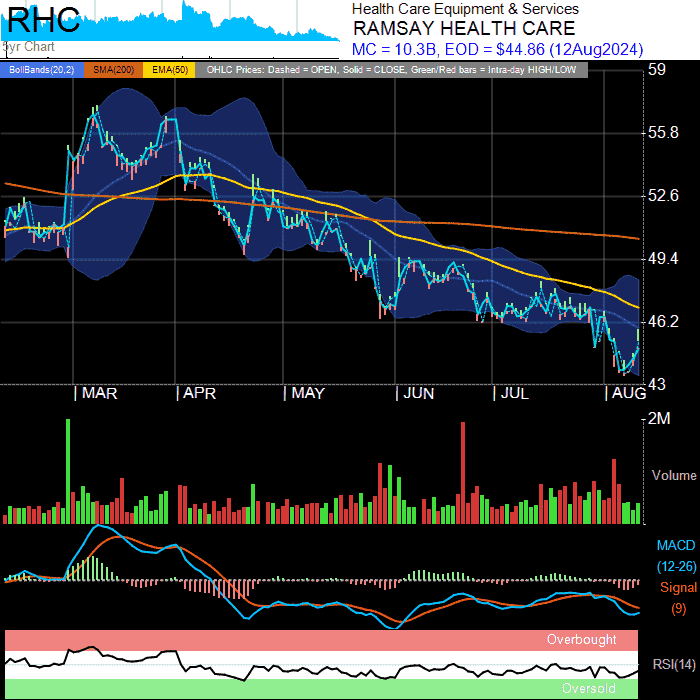 RHC
5yr Chart
Health Care Equipment & Services
RAMSAY HEALTH CARE
MC = 10.3B, EOD = $44.86 (12Aug2024)
BollBands(20,2) SMA(200) EMA(50) OHLC Prices: Dashed = OPEN, Solid = CLOSE, Green/Red bars = Intra-day HIGH/LOW
59
55.8
52.6
49.4
46.2
43
MAR APR MAY JUN JUL AUG
2M
Volume
MACD
(12-26)
Signal
(9)
Overbought
RSI(14)
Oversold